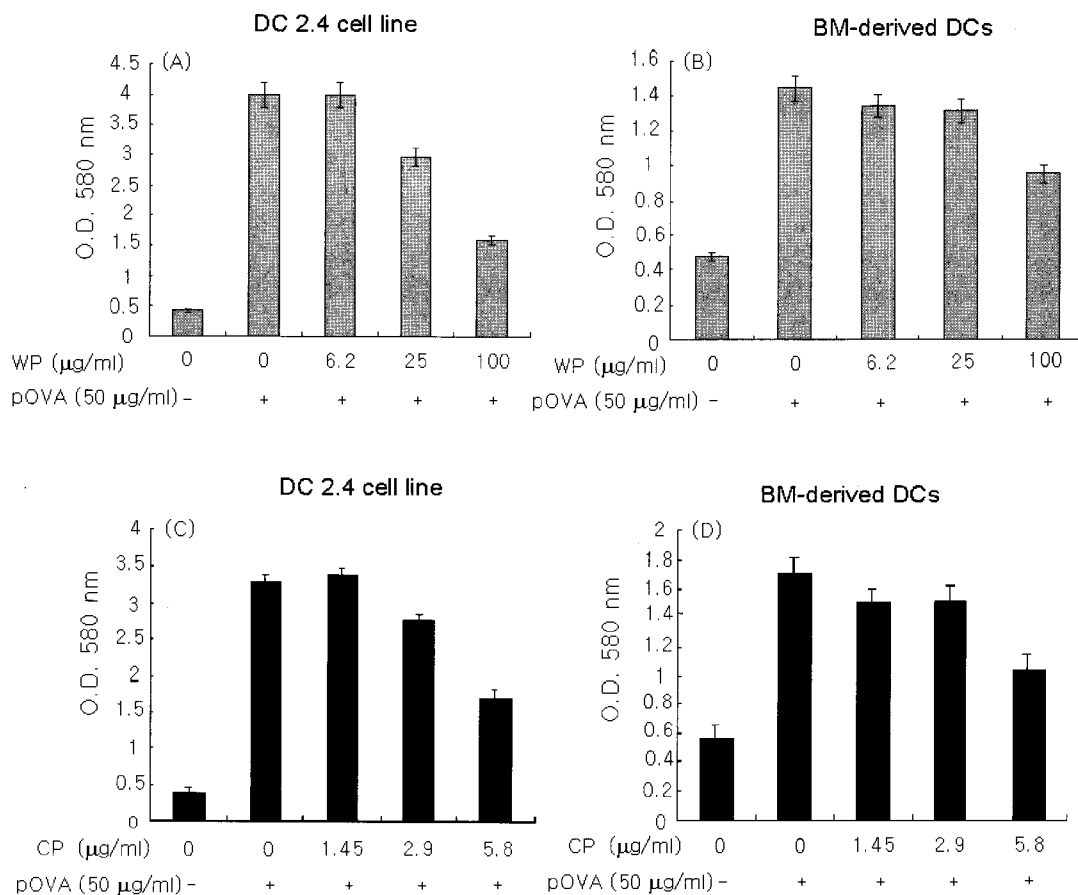 DC 2.4 cell line
(A)
O.D. 580 nm
4.5
4
3.5
3
2.5
2
1.5
1
0.5
0
WP (µg/ml) 0 0 6.2 25 100
pOVA (50 µg/ml) - + + + +
BM-derived DCs
(B)
O.D. 580 nm
1.6
1.4
1.2
1
0.8
0.6
0.4
0.2
0
WP (µg/ml) 0 0 6.2 25 100
pOVA (50 µg/ml) - + + + +
DC 2.4 cell line
(C)
O.D. 580 nm
4
3.5
3
2.5
2
1.5
1
0.5
0
CP (µg/ml) 0 0 1.45 2.9 5.8
pOVA (50 µg/ml) - + + + +
BM-derived DCs
(D)
O.D. 580 nm
2
1.8
1.6
1.4
1.2
1
0.8
0.6
0.4
0.2
0
CP (µg/ml) 0 0 1.45 2.9 5.8
pOVA (50 µg/ml) - + + + +